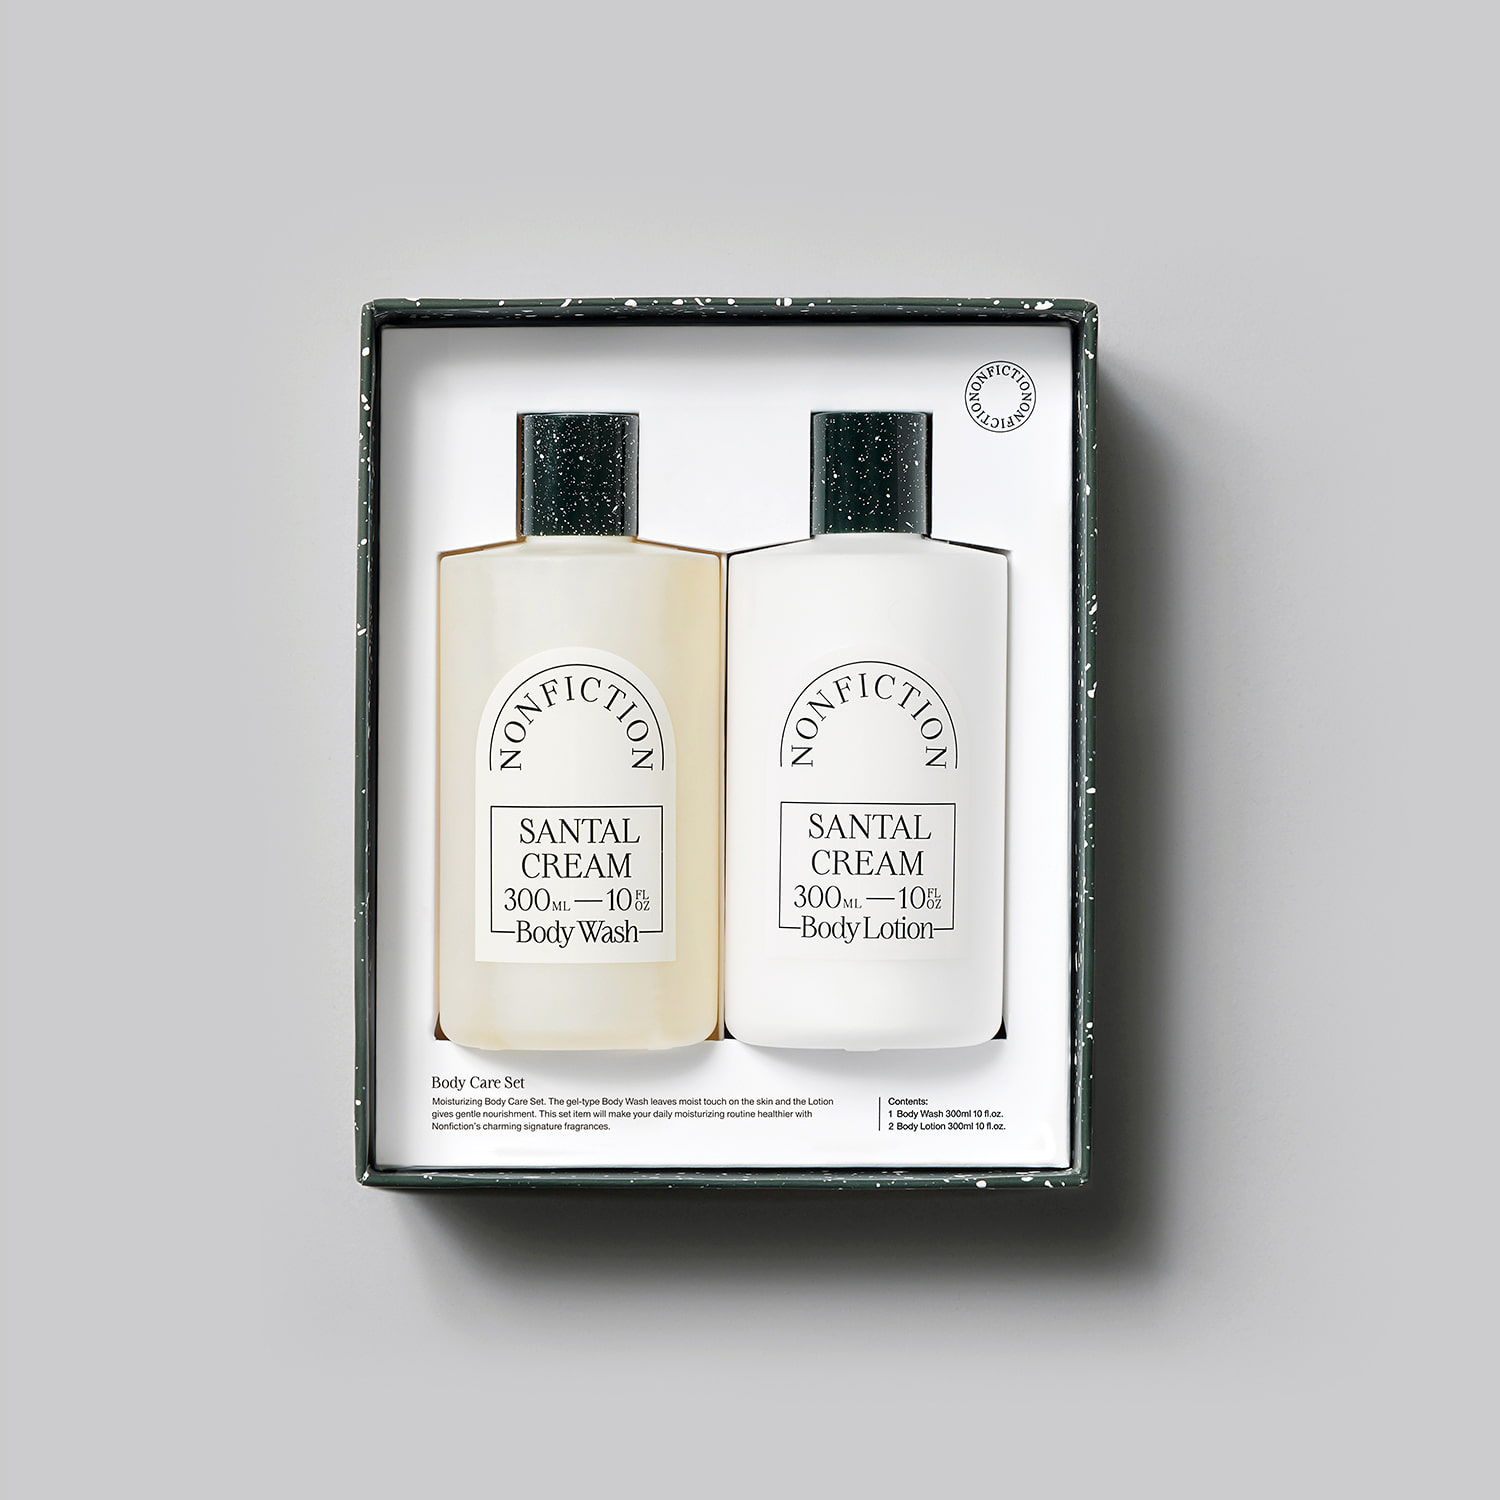 NONFICTIONONFICTIO
NONFICTION
SANTAL
CREAM
300ML—10FL OZ
Body Wash
NONFICTION
SANTAL
CREAM
300ML—10FL OZ
Body Lotion
Body Care Set
Moisturizing Body Care Set. The gel-type Body Wash leaves moist touch on the skin and the Lotion
gives gentle nourishment. This set item will make your daily moisturizing routine healthier with
Nonfiction's charming signature fragrances.
Contents:
1 Body Wash 300ml 10 fl.oz.
2 Body Lotion 300ml 10 fl.oz.